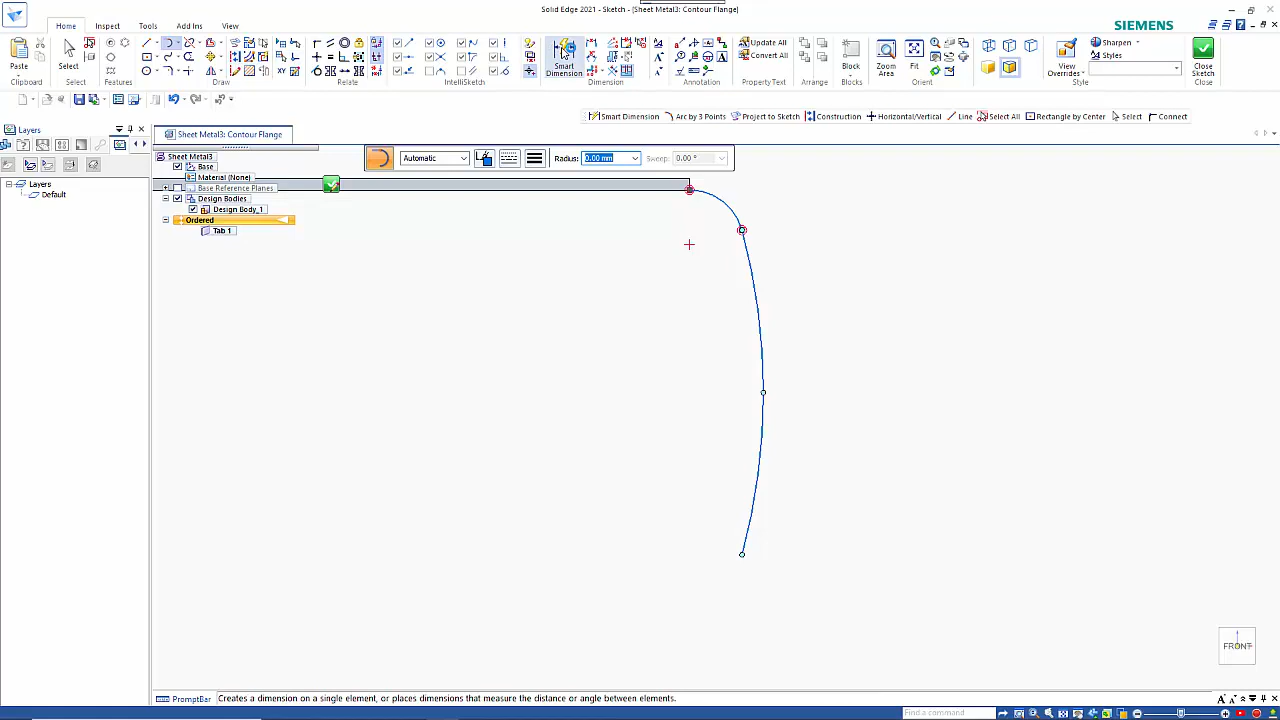 Solid Edge 2021 - Sketch - [Sheet Metal3: Contour Flange]
Home Inspect Tools Add Ins View
SIEMENS
Paste
Select
Smart Dimension
Update All
Convert All
Block
Zoom Area
Fit
View Overrides
Sharpen
Styles
Close Sketch
Clipboard Select Features Draw Relate IntelliSketch Dimension Annotation PropertyText Arrange Blocks Orient Style Close
Smart Dimension Arc by 3 Points Project to Sketch Construction Horizontal/Vertical Line Select All Rectangle by Center Select Connect
Layers
Sheet Metal3: Contour Flange
Sheet Metal3
Base
Material (None)
Base Reference Planes
Design Bodies
Design Body_1
Ordered
Tab 1
Automatic
Radius: 0.00 mm
Sweep: 0.00 °
Layers
Default
FRONT
PromptBar Creates a dimension on a single element, or places dimensions that measure the distance or angle between elements.
Find a command